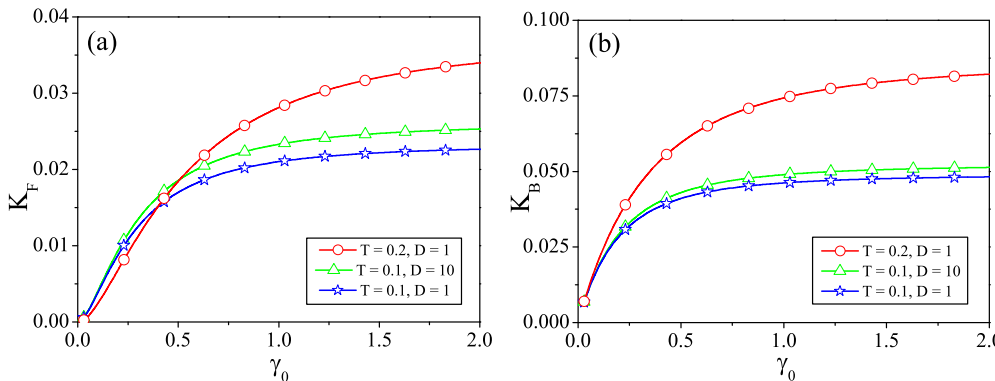 (a)
K_F
0.04
0.03
0.02
0.01
0.00
T = 0.2, D = 1
T = 0.1, D = 10
T = 0.1, D = 1
0.0 0.5 1.0 1.5 2.0
γ_0
(b)
K_B
0.100
0.075
0.050
0.025
0.000
T = 0.2, D = 1
T = 0.1, D = 10
T = 0.1, D = 1
0.0 0.5 1.0 1.5 2.0
γ_0